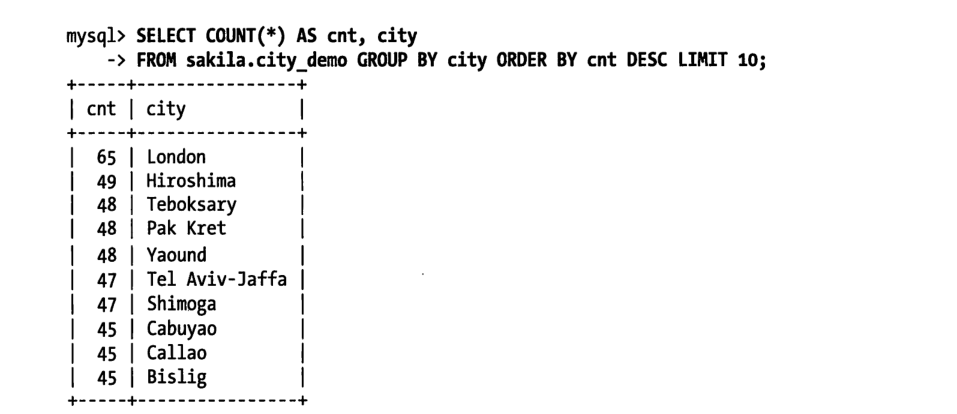 mysql> SELECT COUNT(*) AS cnt, city
    -> FROM sakila.city_demo GROUP BY city ORDER BY cnt DESC LIMIT 10;
+-----+----------------+
| cnt | city           |
+-----+----------------+
|  65 | London         |
|  49 | Hiroshima      |
|  48 | Teboksary      |
|  48 | Pak Kret       |
|  48 | Yaound         |
|  47 | Tel Aviv-Jaffa |
|  47 | Shimoga        |
|  45 | Cabuyao        |
|  45 | Callao         |
|  45 | Bislig         |
+-----+----------------+